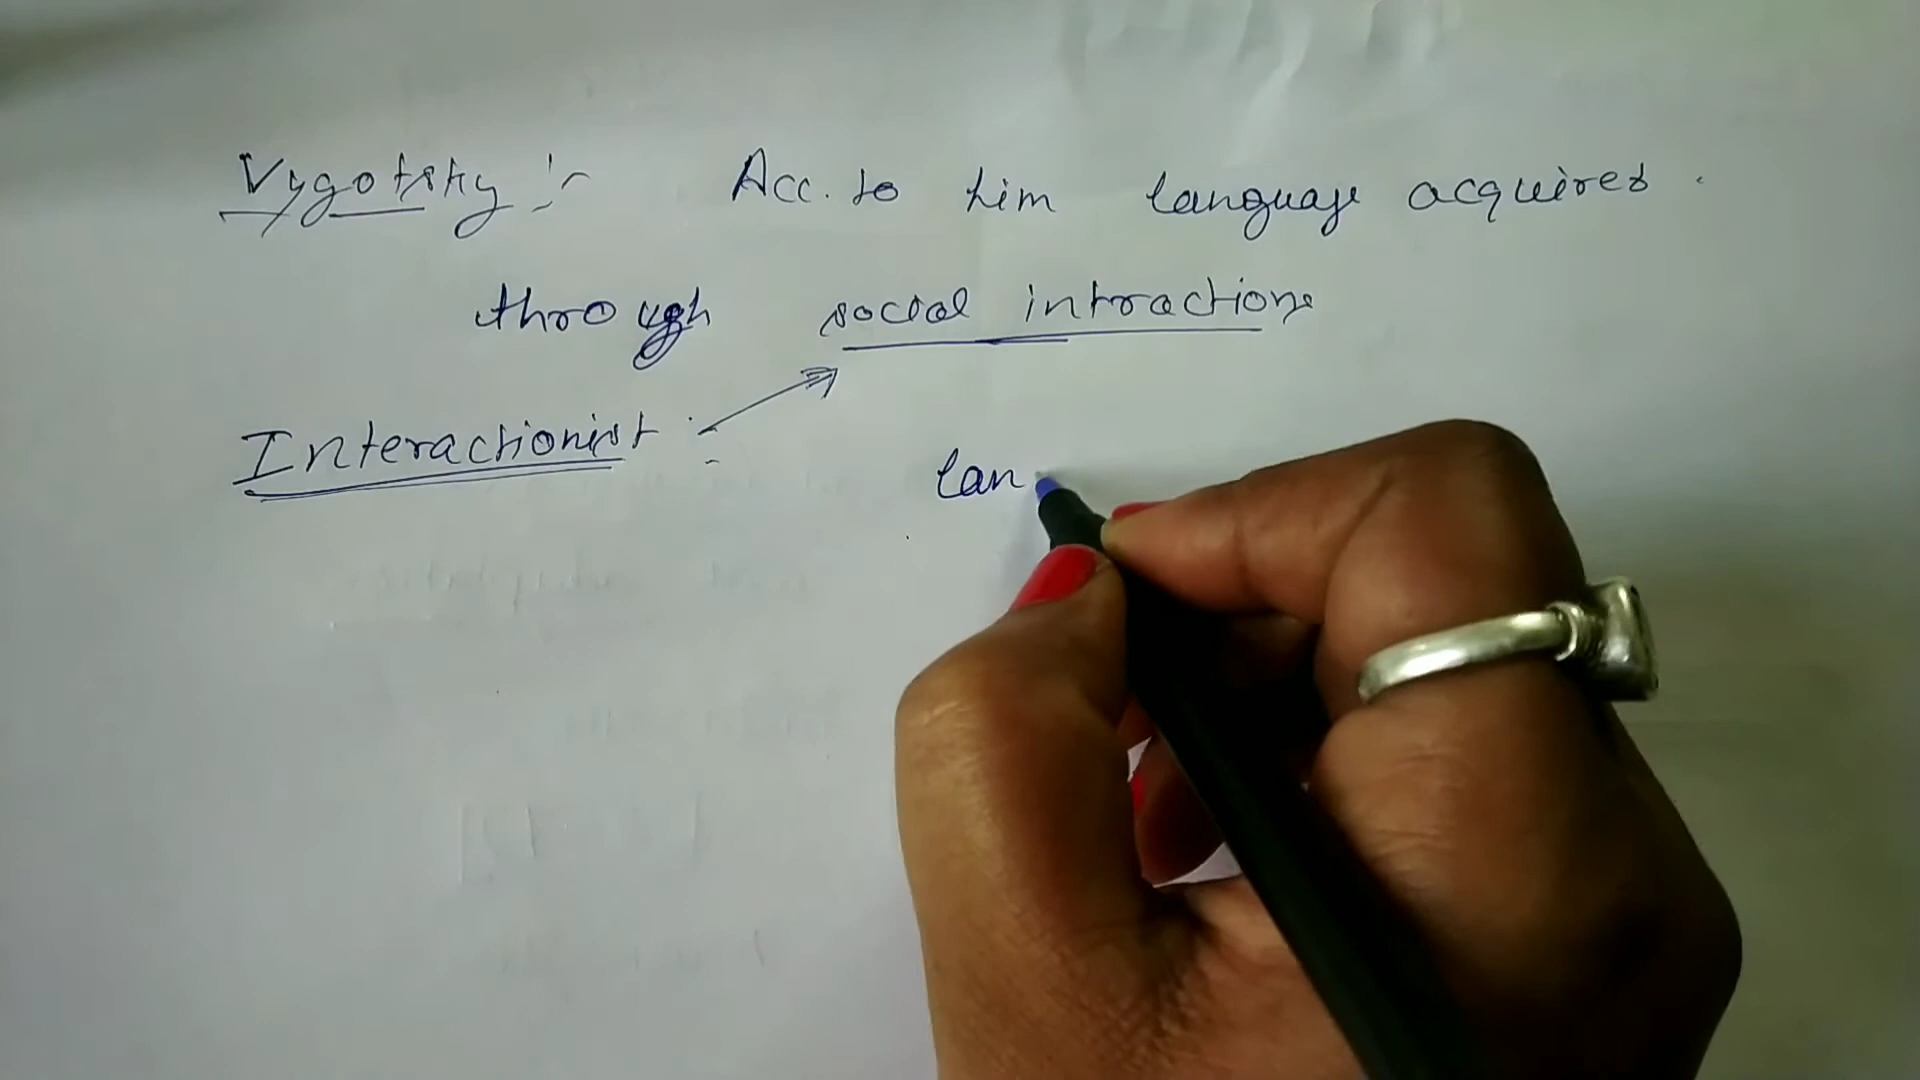 Vygotsky :- Acc. to him language acquired
through social intractions
Interactionist :
lan